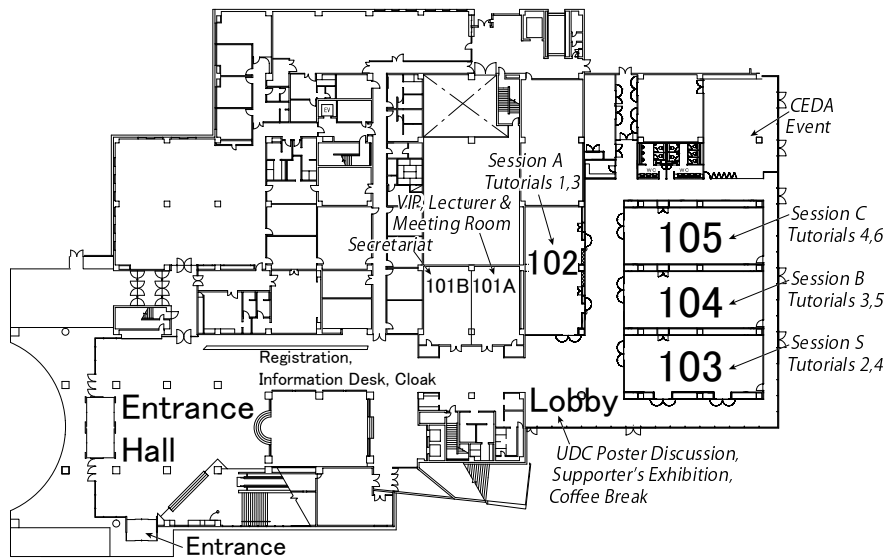 CEDA
Event
EV
WC
WC
Session A
Tutorials 1,3
VIP, Lecturer &
Meeting Room
Secretariat
105
Session C
Tutorials 4,6
102
101B
101A
104
Session B
Tutorials 3,5
103
Session S
Tutorials 2,4
Registration,
Information Desk, Cloak
Entrance
Hall
Lobby
UDC Poster Discussion,
Supporter's Exhibition,
Coffee Break
Entrance